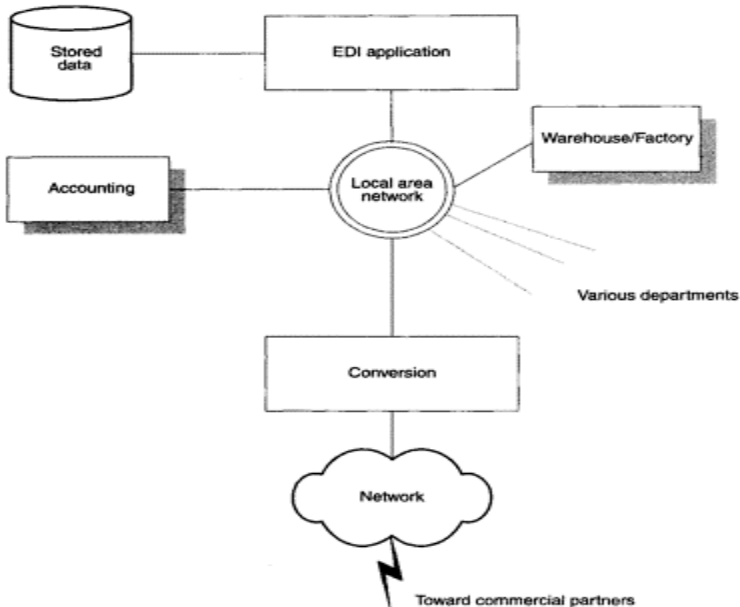 Stored
data
EDI application
Warehouse/Factory
Accounting
Local area
network
Various departments
Conversion
Network
Toward commercial partners